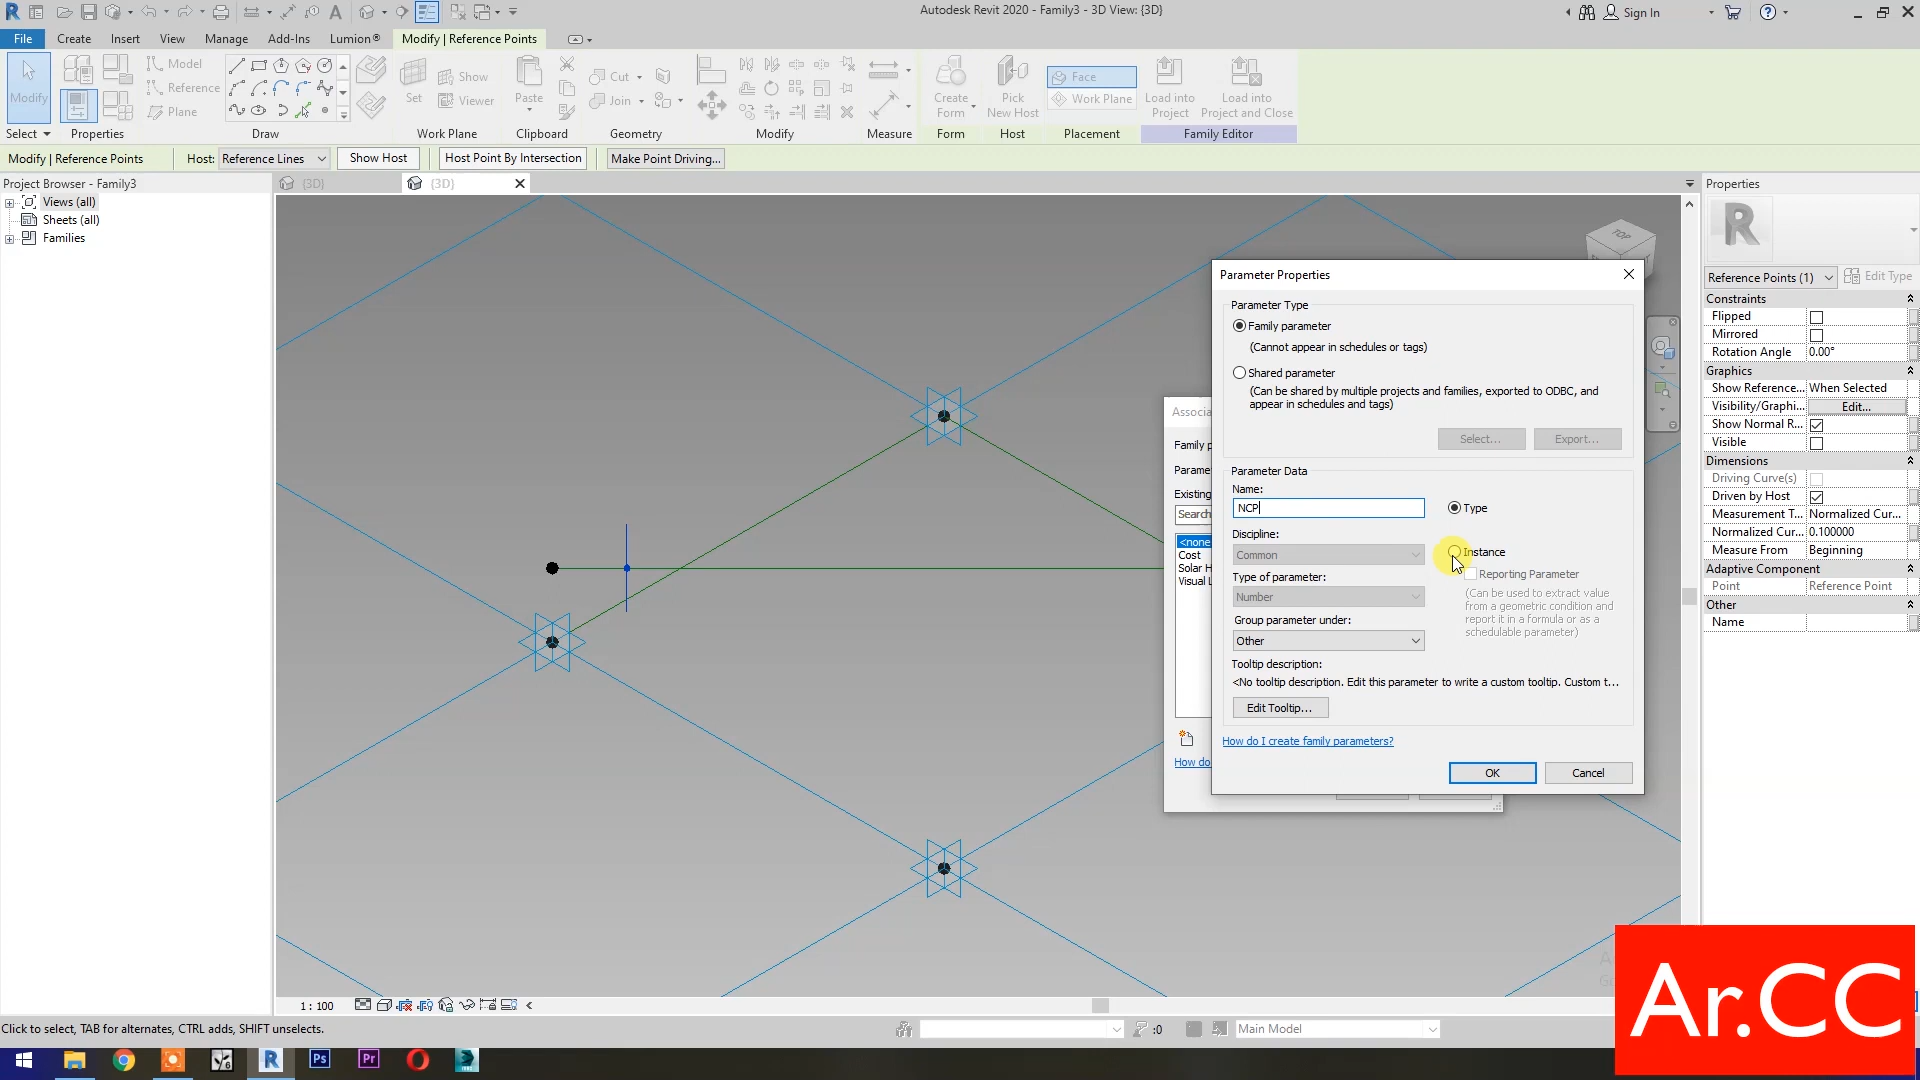 Autodesk Revit 2020 - Family3 - 3D View: {3D}
Sign In
File Create Insert View Manage Add-Ins Lumion® Modify | Reference Points
Modify
Model
Reference
Plane
Set
Show
Viewer
Paste
Cut
Join
Create Form
Pick New Host
Face
Work Plane
Load into Project
Load into Project and Close
Select Properties Draw Work Plane Clipboard Geometry Modify Measure Form Host Placement Family Editor
Modify | Reference Points Host: Reference Lines Show Host Host Point By Intersection Make Point Driving...
Project Browser - Family3
Views (all)
Sheets (all)
Families
{3D}
{3D}
TOP
Associ
Family p
Parame
Existing
Search
<none
Cost
Solar H
Visual L
How do
Parameter Properties
Parameter Type
Family parameter
(Cannot appear in schedules or tags)
Shared parameter
(Can be shared by multiple projects and families, exported to ODBC, and
appear in schedules and tags)
Select... Export...
Parameter Data
Name:
NCP
Type
Discipline:
Common
Instance
Reporting Parameter
(Can be used to extract value
from a geometric condition and
report it in a formula or as a
schedulable parameter)
Type of parameter:
Number
Group parameter under:
Other
Tooltip description:
<No tooltip description. Edit this parameter to write a custom tooltip. Custom t...
Edit Tooltip...
How do I create family parameters?
OK Cancel
Properties
R
Reference Points (1) Edit Type
Constraints
Flipped
Mirrored
Rotation Angle 0.00°
Graphics
Show Reference... When Selected
Visibility/Graphi... Edit...
Show Normal R...
Visible
Dimensions
Driving Curve(s)
Driven by Host
Measurement T... Normalized Cur...
Normalized Cur... 0.100000
Measure From Beginning
Adaptive Component
Point Reference Point
Other
Name
1 : 100
Click to select, TAB for alternates, CTRL adds, SHIFT unselects.
:0
Main Model
Ar.CC
R Ps Pr